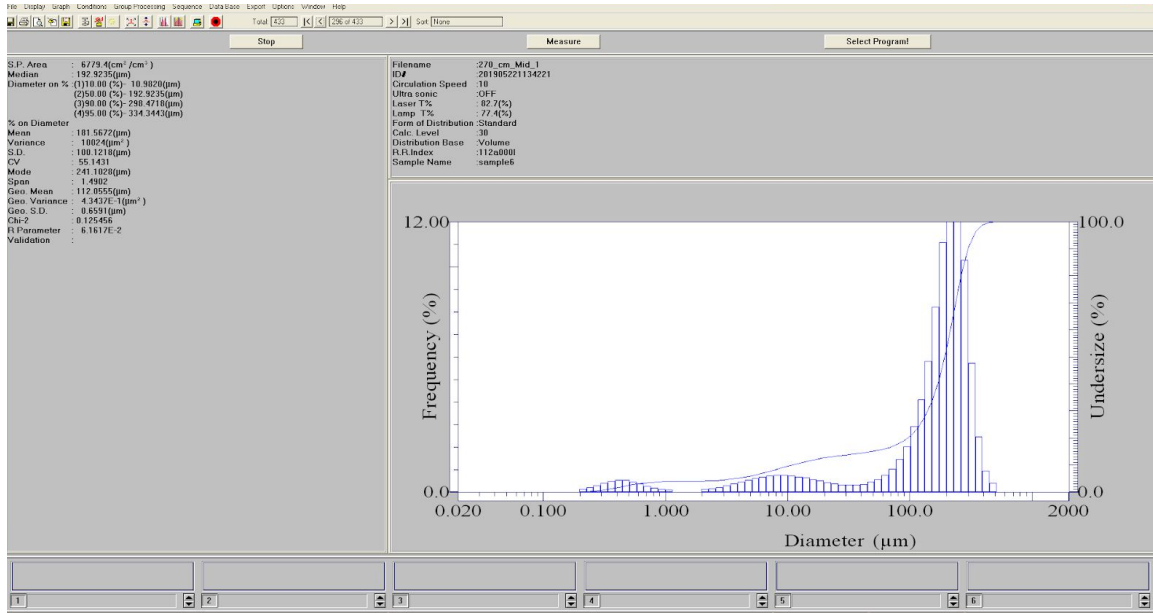 File Display Graph Conditions Group Processing Sequence Data Base Export Options Window Help
Total 433 296 of 433 Sort None
Stop Measure Select Program!
S.P. Area : 6779.4(cm²/cm³)
Median : 192.9235(µm)
Diameter on % :(1)10.00 (%)- 10.9820(µm)
(2)50.00 (%)- 192.9235(µm)
(3)90.00 (%)- 298.4718(µm)
(4)95.00 (%)- 334.3443(µm)
% on Diameter
Mean : 181.5672(µm)
Variance : 10024(µm²)
S.D. : 100.1218(µm)
CV : 55.1431
Mode : 241.1028(µm)
Span : 1.4902
Geo. Mean : 112.0555(µm)
Geo. Variance : 4.3437E-1(µm²)
Geo. S.D. : 0.6591(µm)
Chi-2 : 0.125456
R Parameter : 6.1617E-2
Validation :
Filename :270_cm_Mid_1
ID# :201905221134221
Circulation Speed :10
Ultra sonic :OFF
Laser T% : 82.7(%)
Lamp T% : 77.4(%)
Form of Distribution :Standard
Calc. Level :30
Distribution Base :Volume
R.R.Index :112a000I
Sample Name :sample6
12.00 100.0
Frequency (%)
Undersize (%)
0.0 0.0
0.020 0.100 1.000 10.00 100.0 2000
Diameter (µm)
1 2 3 4 5 6